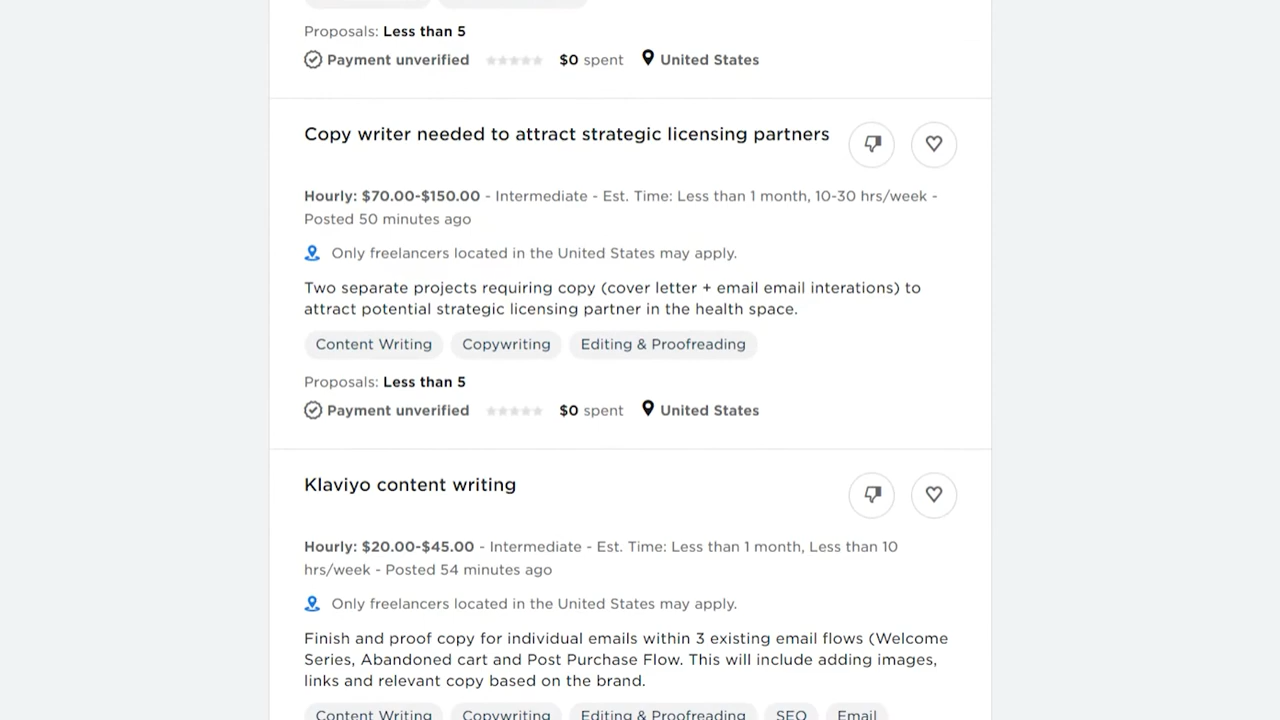 Proposals: Less than 5
Payment unverified $0 spent United States
Copy writer needed to attract strategic licensing partners
Hourly: $70.00-$150.00 - Intermediate - Est. Time: Less than 1 month, 10-30 hrs/week -
Posted 50 minutes ago
Only freelancers located in the United States may apply.
Two separate projects requiring copy (cover letter + email email interations) to
attract potential strategic licensing partner in the health space.
Content Writing Copywriting Editing & Proofreading
Proposals: Less than 5
Payment unverified $0 spent United States
Klaviyo content writing
Hourly: $20.00-$45.00 - Intermediate - Est. Time: Less than 1 month, Less than 10
hrs/week - Posted 54 minutes ago
Only freelancers located in the United States may apply.
Finish and proof copy for individual emails within 3 existing email flows (Welcome
Series, Abandoned cart and Post Purchase Flow. This will include adding images,
links and relevant copy based on the brand.
Content Writing Copywriting Editing & Proofreading SEO Email